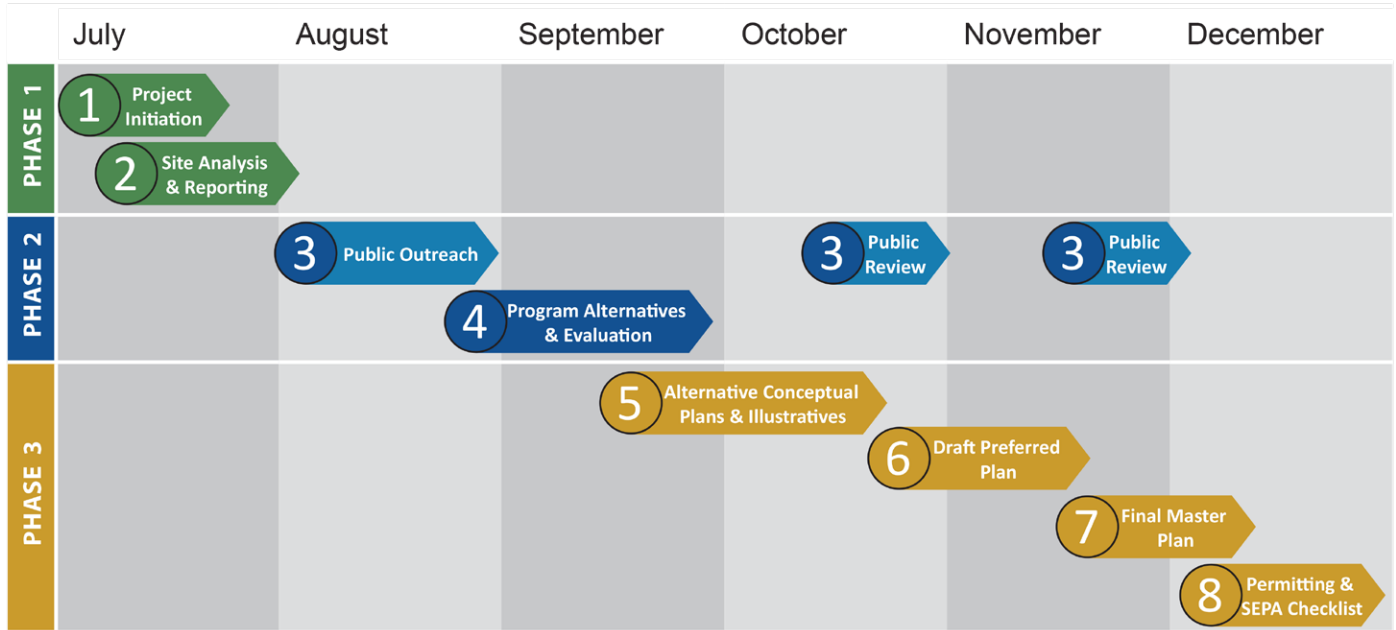 July August September October November December
PHASE 1
1 Project
Initiation
2 Site Analysis
& Reporting
PHASE 2
3 Public Outreach
3 Public
Review
3 Public
Review
4 Program Alternatives
& Evaluation
PHASE 3
5 Alternative Conceptual
Plans & Illustratives
6 Draft Preferred
Plan
7 Final Master
Plan
8 Permitting &
SEPA Checklist